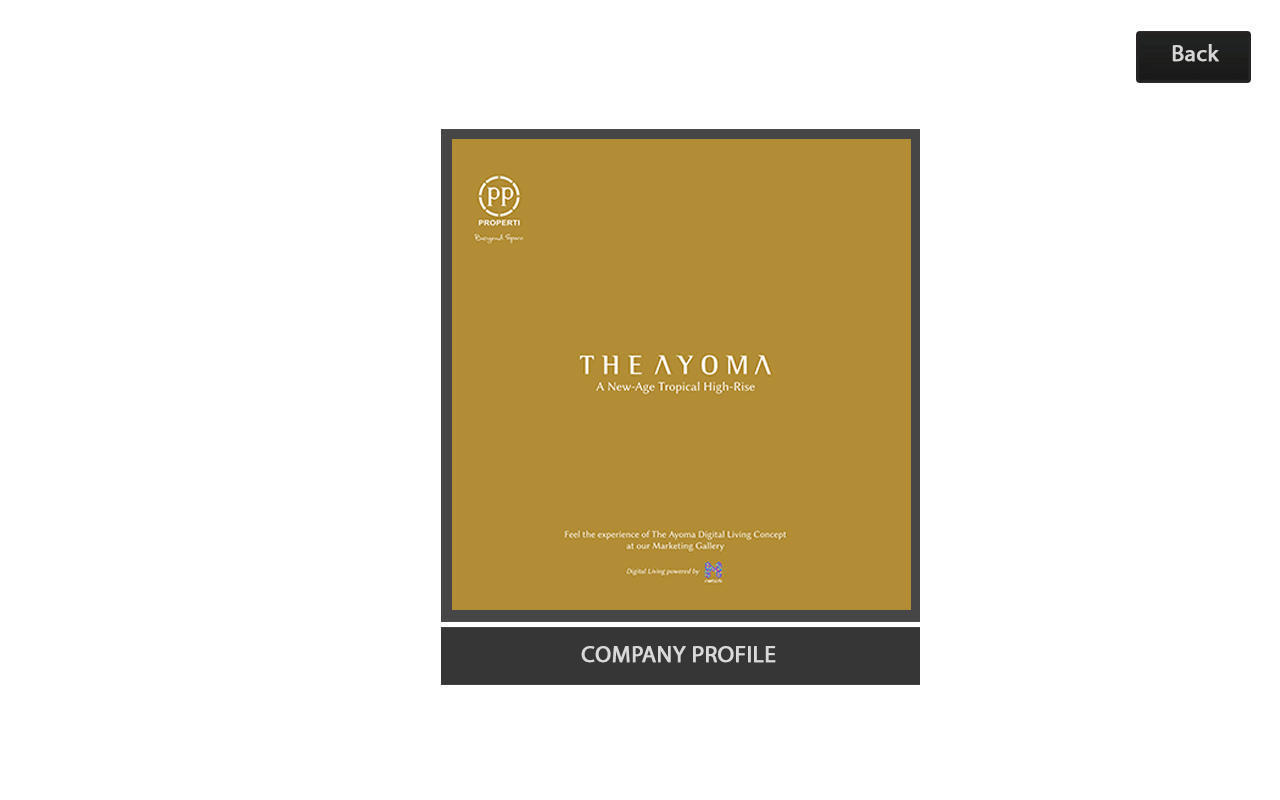 Back
PP
PROPERTI
Beyond Space
THE AYOMA
A New-Age Tropical High-Rise
Feel the experience of The Ayoma Digital Living Concept
at our Marketing Gallery
Digital Living powered by
COMPANY PROFILE